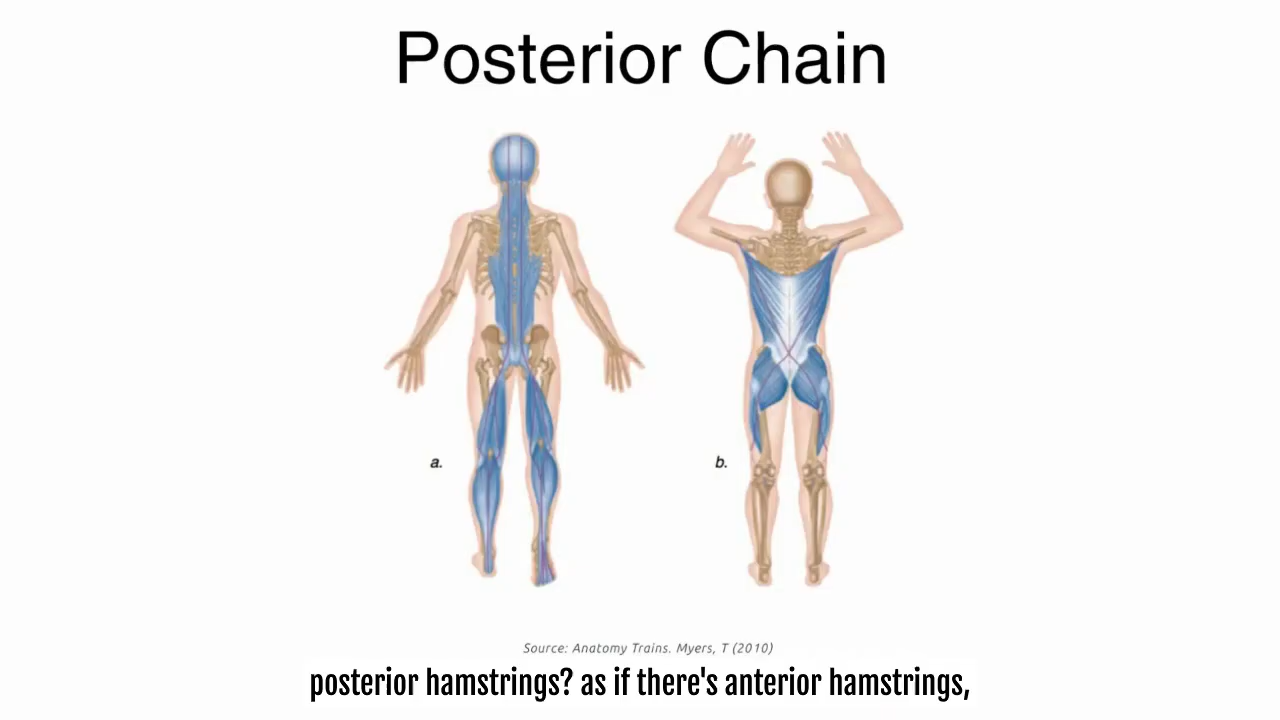 Posterior Chain
a.
b.
Source: Anatomy Trains. Myers, T (2010)
posterior hamstrings? as if there's anterior hamstrings,